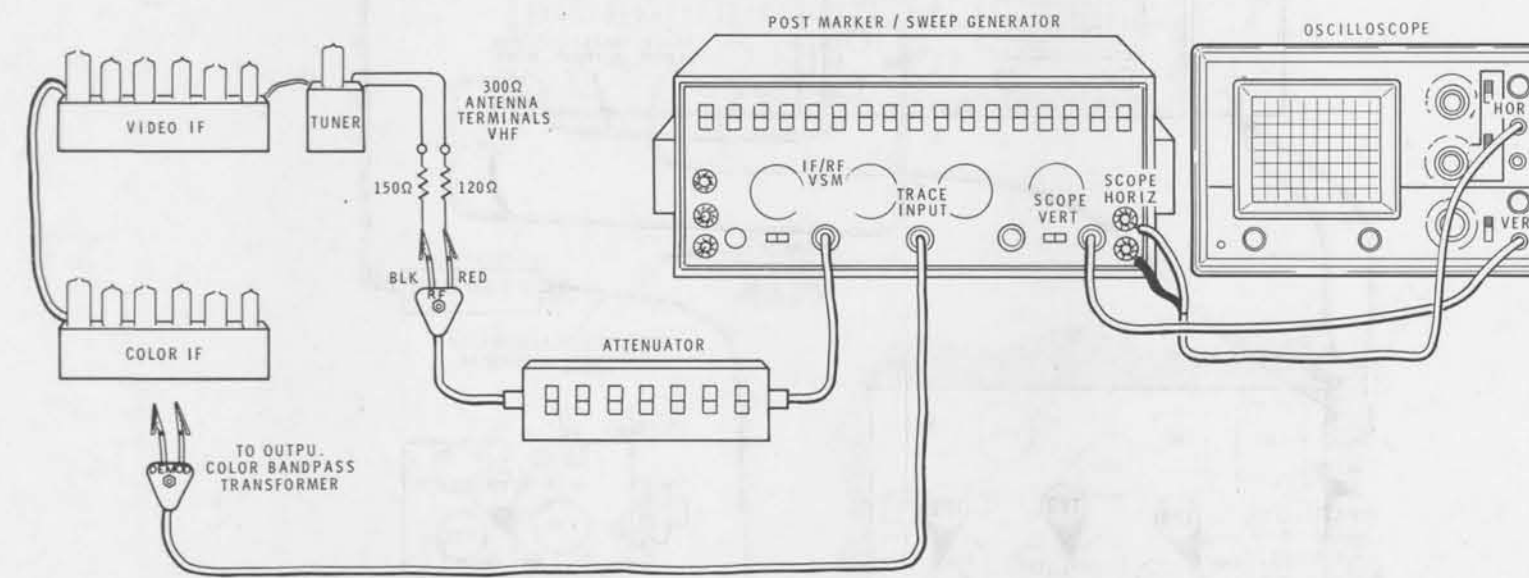 POST MARKER / SWEEP GENERATOR
OSCILLOSCOPE
300Ω
ANTENNA
TERMINALS
VHF
VIDEO IF
TUNER
HOR
150Ω
120Ω
IF/RF
VSM
TRACE
INPUT
SCOPE
VERT
SCOPE
HORIZ
VER
BLK
RED
RF
COLOR IF
ATTENUATOR
TO OUTPU.
COLOR BANDPASS
TRANSFORMER
DEMOD